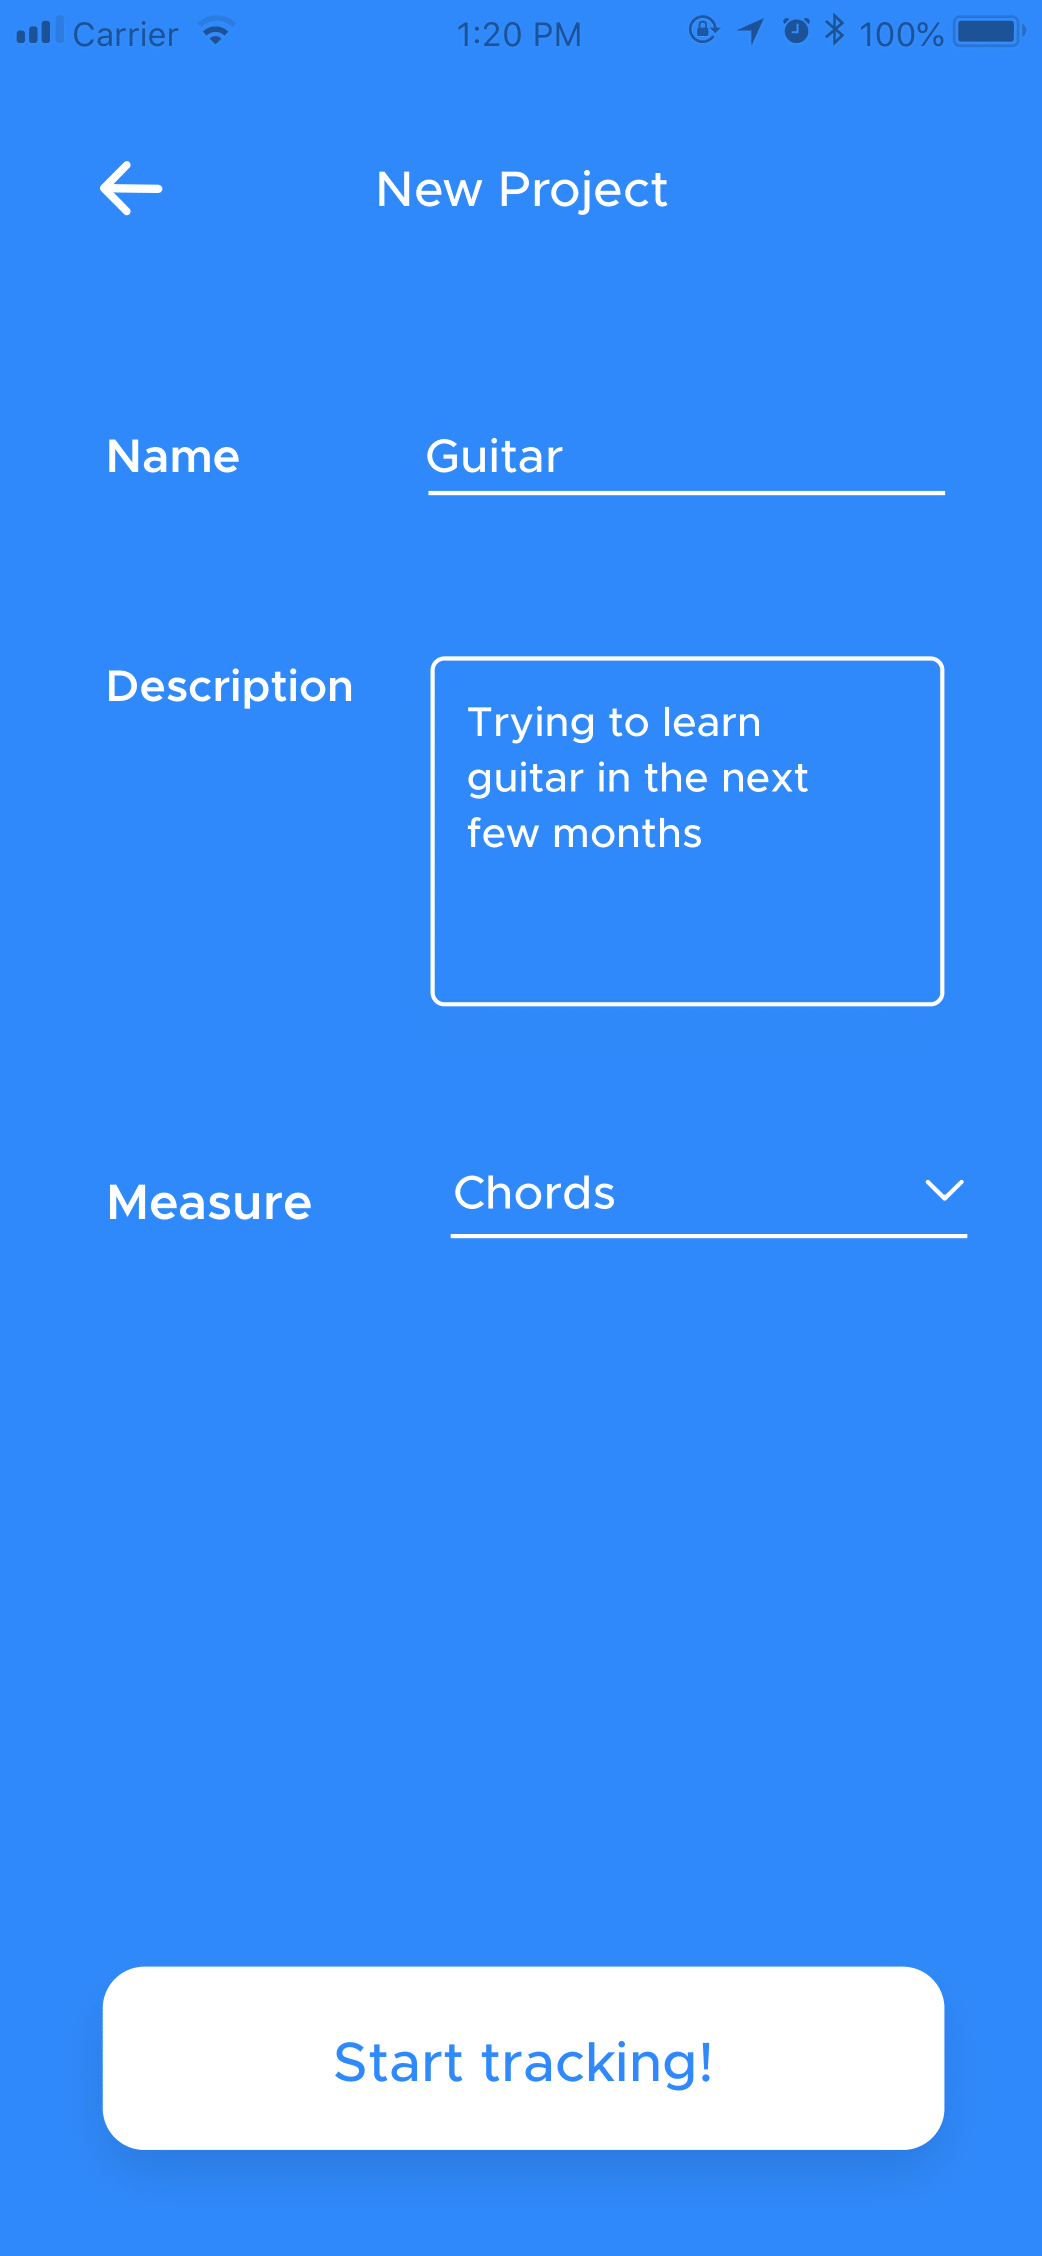 Carrier 1:20 PM 100%
New Project
Name Guitar
Description
Trying to learn
guitar in the next
few months
Measure Chords
Start tracking!